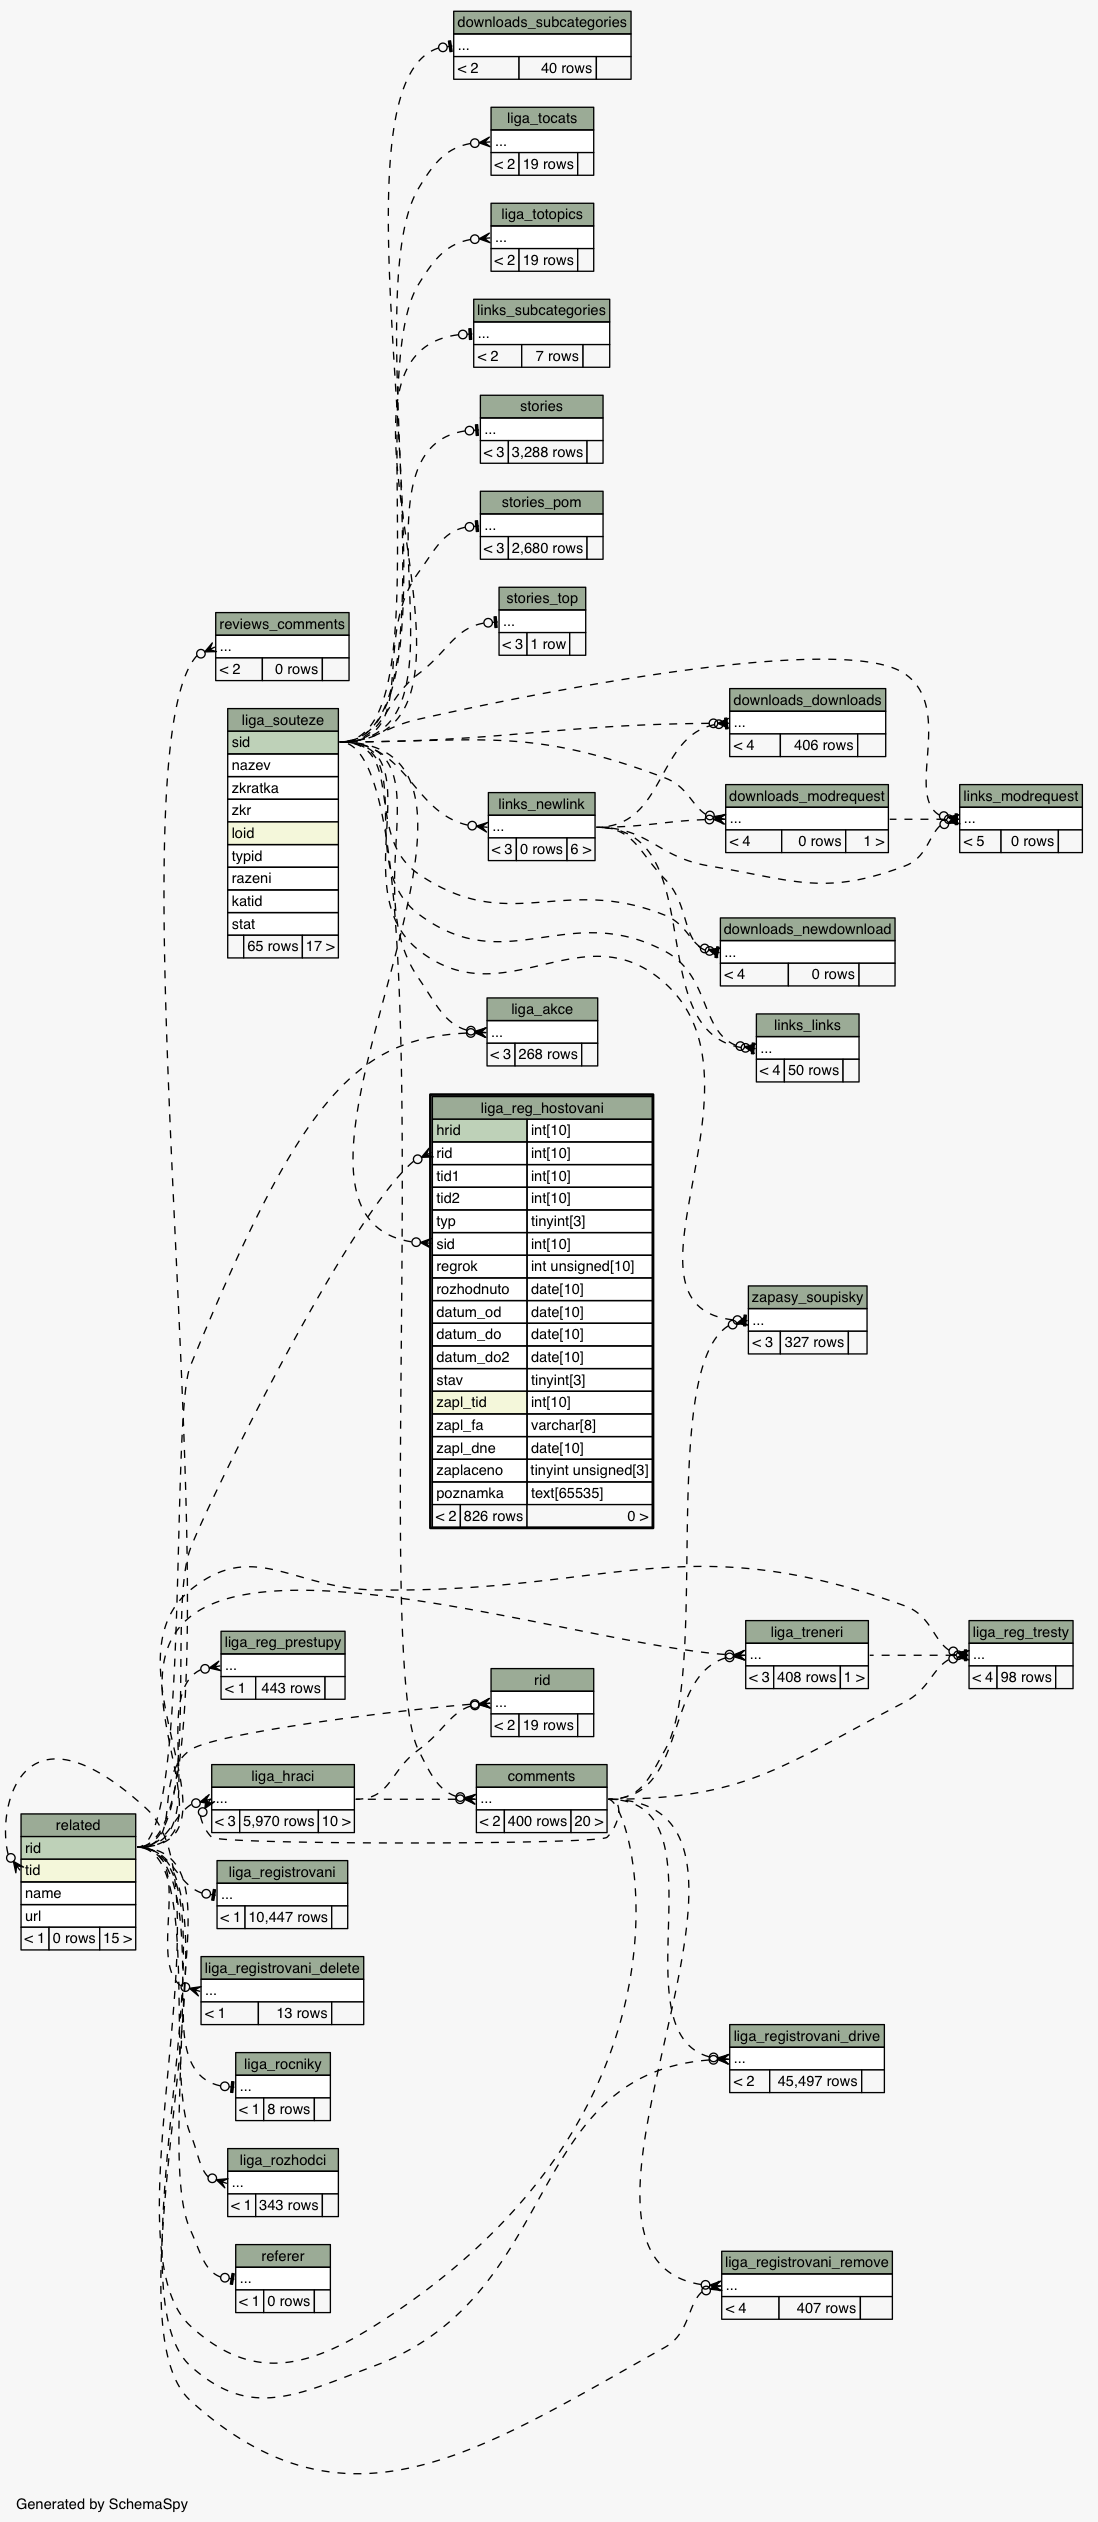 downloads_subcategories
...
< 2 40 rows
liga_tocats
...
< 2 19 rows
liga_totopics
...
< 2 19 rows
links_subcategories
...
< 2 7 rows
stories
...
< 3 3,288 rows
stories_pom
...
< 3 2,680 rows
stories_top
...
< 3 1 row
reviews_comments
...
< 2 0 rows
liga_souteze
sid
nazev
zkratka
zkr
loid
typid
razeni
katid
stat
65 rows 17 >
downloads_downloads
...
< 4 406 rows
links_newlink
...
< 3 0 rows 6 >
downloads_modrequest
...
< 4 0 rows 1 >
links_modrequest
...
< 5 0 rows
downloads_newdownload
...
< 4 0 rows
liga_akce
...
< 3 268 rows
links_links
...
< 4 50 rows
liga_reg_hostovani
hrid int[10]
rid int[10]
tid1 int[10]
tid2 int[10]
typ tinyint[3]
sid int[10]
regrok int unsigned[10]
rozhodnuto date[10]
datum_od date[10]
datum_do date[10]
datum_do2 date[10]
stav tinyint[3]
zapl_tid int[10]
zapl_fa varchar[8]
zapl_dne date[10]
zaplaceno tinyint unsigned[3]
poznamka text[65535]
< 2 826 rows 0 >
zapasy_soupisky
...
< 3 327 rows
liga_treneri
...
< 3 408 rows 1 >
liga_reg_tresty
...
< 4 98 rows
liga_reg_prestupy
...
< 1 443 rows
rid
...
< 2 19 rows
liga_hraci
...
< 3 5,970 rows 10 >
comments
...
< 2 400 rows 20 >
related
rid
tid
name
url
< 1 0 rows 15 >
liga_registrovani
...
< 1 10,447 rows
liga_registrovani_delete
...
< 1 13 rows
liga_rocniky
...
< 1 8 rows
liga_registrovani_drive
...
< 2 45,497 rows
liga_rozhodci
...
< 1 343 rows
referer
...
< 1 0 rows
liga_registrovani_remove
...
< 4 407 rows
Generated by SchemaSpy